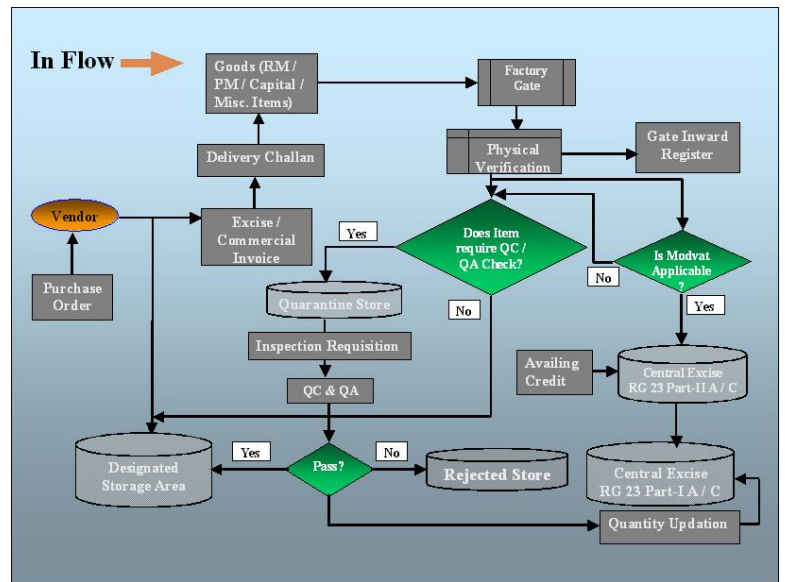 In Flow
Goods (RM /
PM / Capital /
Misc. Items)
Factory
Gate
Delivery Challan
Physical
Verification
Gate Inward
Register
Vendor
Excise /
Commercial
Invoice
Yes
Does Item
require QC /
QA Check?
No
Is Modvat
Applicable
?
Purchase
Order
Quarantine Store
No
Yes
Inspection Requisition
Availing
Credit
Central Excise
RG 23 Part-II A / C
QC & QA
Designated
Storage Area
Yes
Pass?
No
Rejected Store
Central Excise
RG 23 Part-I A / C
Quantity Updation